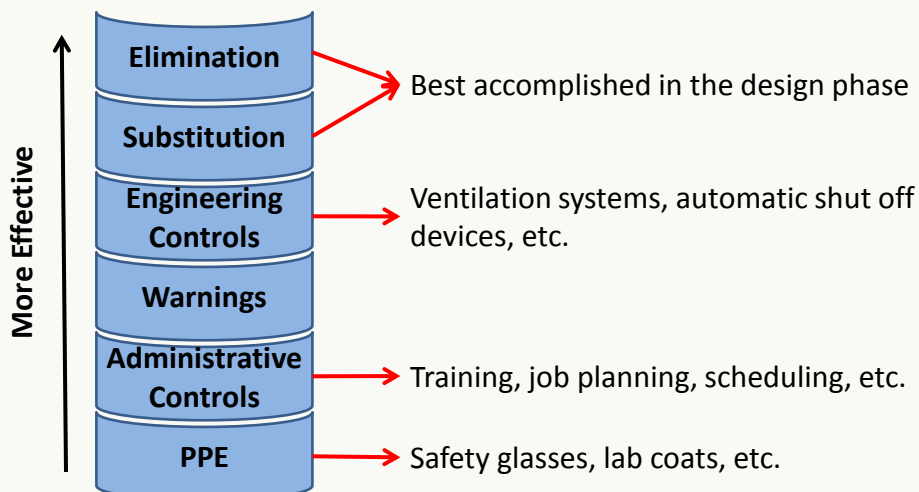 Elimination
Best accomplished in the design phase
Substitution
Engineering
Controls
Ventilation systems, automatic shut off
devices, etc.
Warnings
Administrative
Controls
Training, job planning, scheduling, etc.
PPE
Safety glasses, lab coats, etc.
More Effective